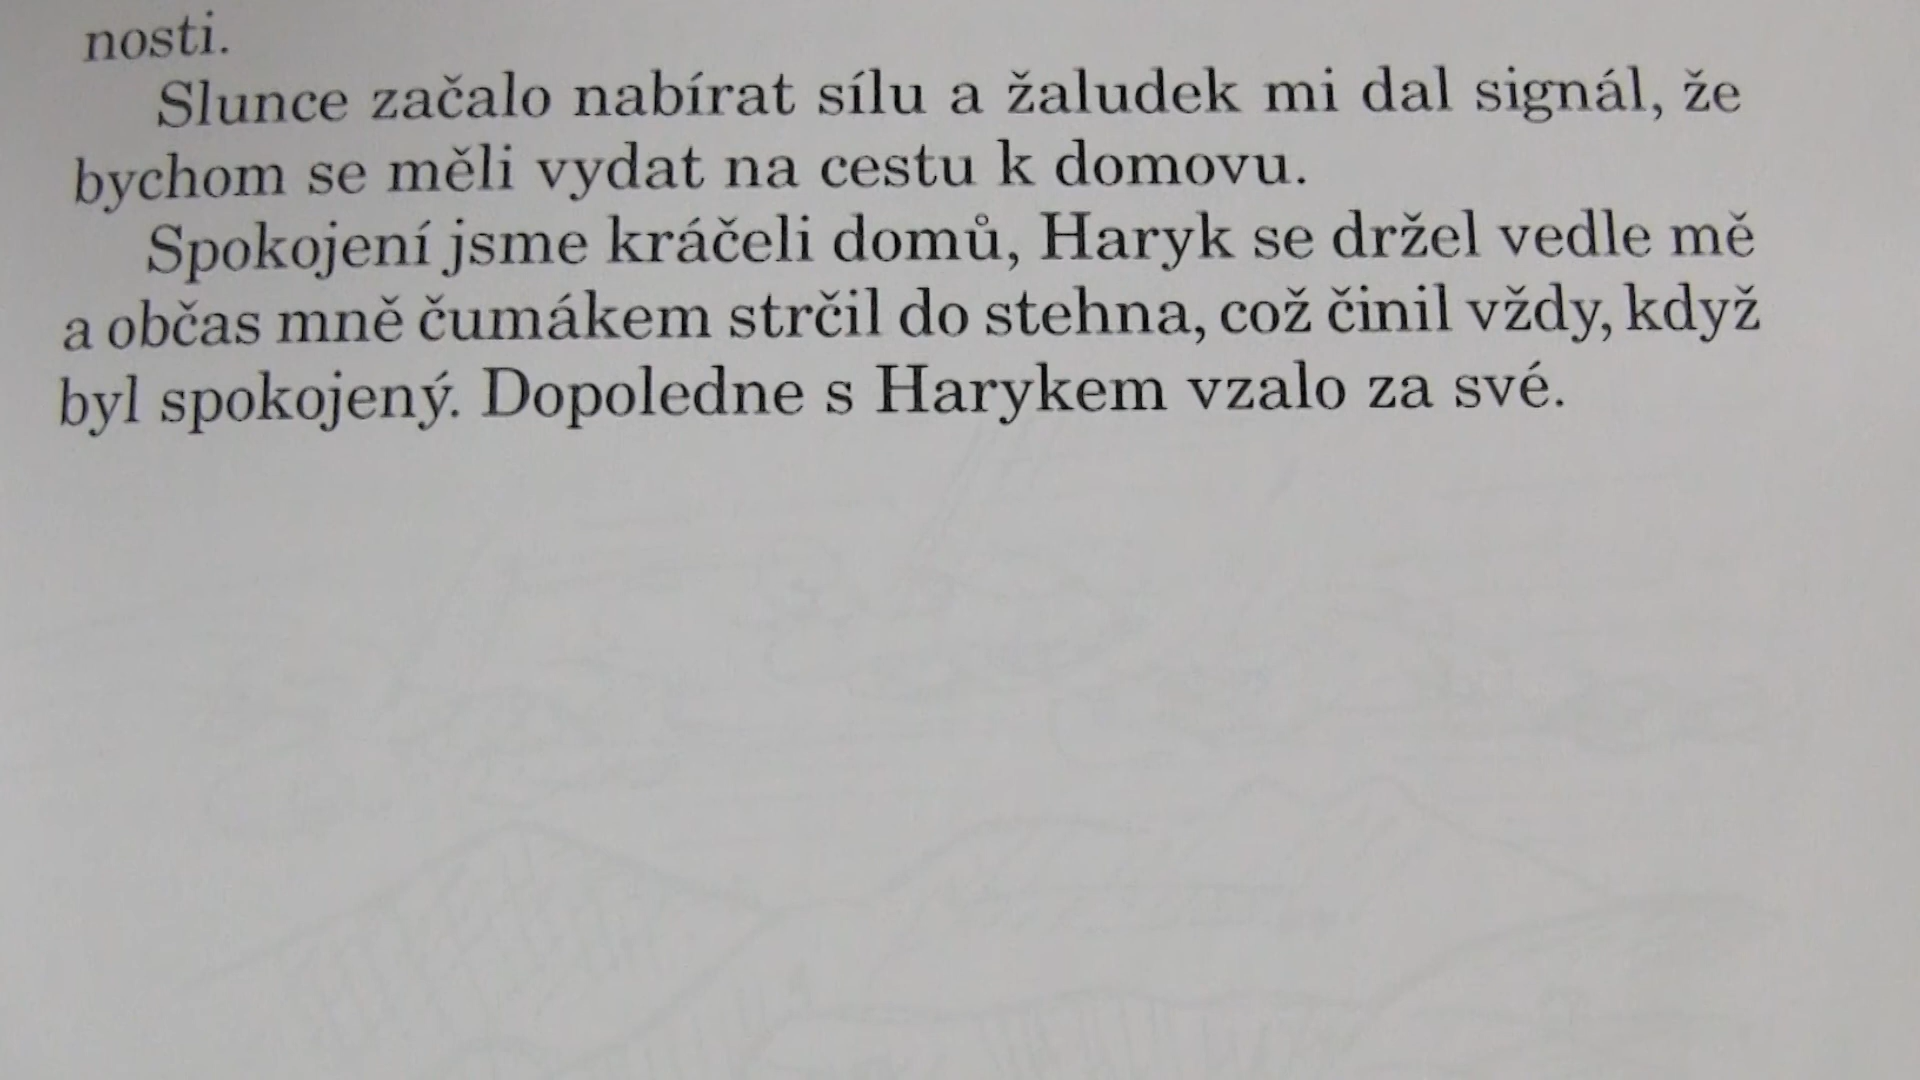 nosti.
Slunce začalo nabírat sílu a žaludek mi dal signál, že
bychom se měli vydat na cestu k domovu.
Spokojení jsme kráčeli domů, Haryk se držel vedle mě
a občas mně čumákem strčil do stehna, což činil vždy, když
byl spokojený. Dopoledne s Harykem vzalo za své.